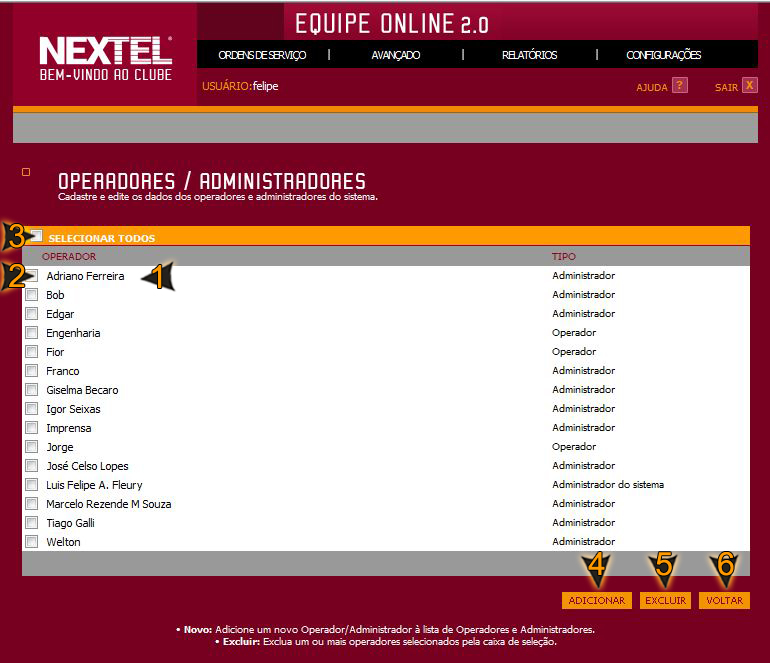 EQUIPE ONLINE 2.0
NEXTEL®
BEM-VINDO AO CLUBE
ORDENS DE SERVIÇO | AVANÇADO | RELATÓRIOS | CONFIGURAÇÕES
USUÁRIO:felipe AJUDA ? SAIR X
OPERADORES / ADMINISTRADORES
Cadastre e edite os dados dos operadores e administradores do sistema.
3 SELECIONAR TODOS
OPERADOR TIPO
2 Adriano Ferreira 1 Administrador
Bob Administrador
Edgar Administrador
Engenharia Operador
Fior Operador
Franco Administrador
Giselma Becaro Administrador
Igor Seixas Administrador
Imprensa Administrador
Jorge Operador
José Celso Lopes Administrador
Luis Felipe A. Fleury Administrador do sistema
Marcelo Rezende M Souza Administrador
Tiago Galli Administrador
Welton Administrador
4 5 6
ADICIONAR EXCLUIR VOLTAR
• Novo: Adicione um novo Operador/Administrador à lista de Operadores e Administradores.
• Excluir: Exclua um ou mais operadores selecionados pela caixa de seleção.